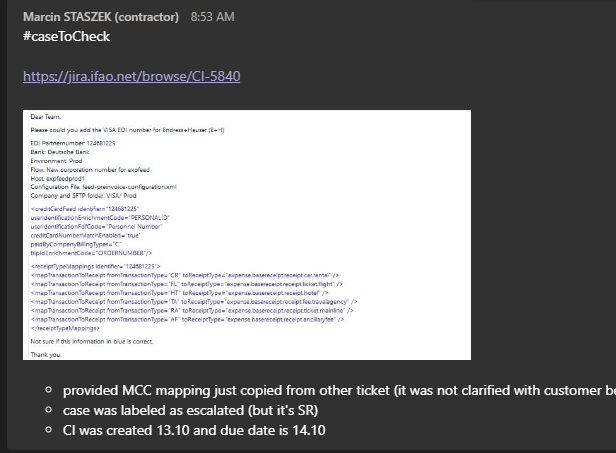 Marcin STASZEK (contractor) 8:53 AM
#caseToCheck
https://jira.ifao.net/browse/CI-5840
Dear Team,
Please could you add the VISA EDI number for Endress+Hauser (E+H)
EDI Partnernumber: 124681225
Bank: Deutsche Bank
Environment: Prod
Flow: New corporation number for expfeed
Host: expfeedprod1
Configuration File: feed-preinvoice-configuration.xml
Company and SFTP folder: VISA/ Prod
<creditCardFeed identifier="124681225"
userIdentificationEnrichmentCode="PERSONALID"
userIdentificationFdfCode="Personnel Number"
creditCardNumberMatchEnabled="true"
paidByCompanyBillingTypes="C"
tripIdEnrichmentCode="ORDERNUMBER"/>
<receiptTypeMappings identifier="124681225">
<mapTransactionToReceipt fromTransactionType="CR" toReceiptType="expense.basereceipt.receipt.car.rental" />
<mapTransactionToReceipt fromTransactionType="FL" toReceiptType="expense.basereceipt.receipt.ticket.flight" />
<mapTransactionToReceipt fromTransactionType="HT" toReceiptType="expense.basereceipt.receipt.hotel" />
<mapTransactionToReceipt fromTransactionType="TA" toReceiptType="expense.basereceipt.receipt.fee.travelagency" />
<mapTransactionToReceipt fromTransactionType="RA" toReceiptType="expense.basereceipt.receipt.ticket.mainline" />
<mapTransactionToReceipt fromTransactionType="AF" toReceiptType="expense.basereceipt.receipt.ancillaryfee" />
</receiptTypeMappings>
Not sure if this information in blue is correct.
Thank you.
provided MCC mapping just copied from other ticket (it was not clarified with customer be
case was labeled as escalated (but it's SR)
CI was created 13.10 and due date is 14.10